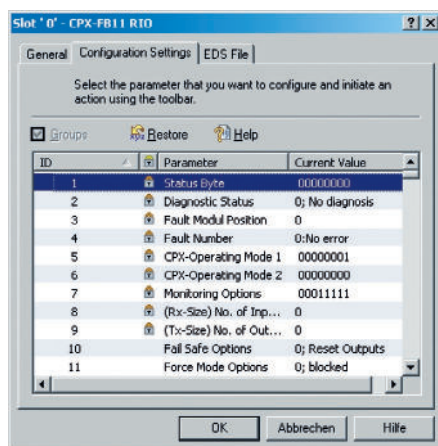 Slot ' 0' - CPX-FB11 RIO
General Configuration Settings EDS File
Select the parameter that you want to configure and initiate an
action using the toolbar.
Groups Restore Help
ID Parameter Current Value
1 Status Byte 00000000
2 Diagnostic Status 0; No diagnosis
3 Fault Modul Position 0
4 Fault Number 0:No error
5 CPX-Operating Mode 1 00000001
6 CPX-Operating Mode 2 00000000
7 Monitoring Options 00011111
8 (Rx-Size) No. of Inp... 0
9 (Tx-Size) No. of Out... 0
10 Fail Safe Options 0; Reset Outputs
11 Force Mode Options 0; blocked
OK Abbrechen Hilfe